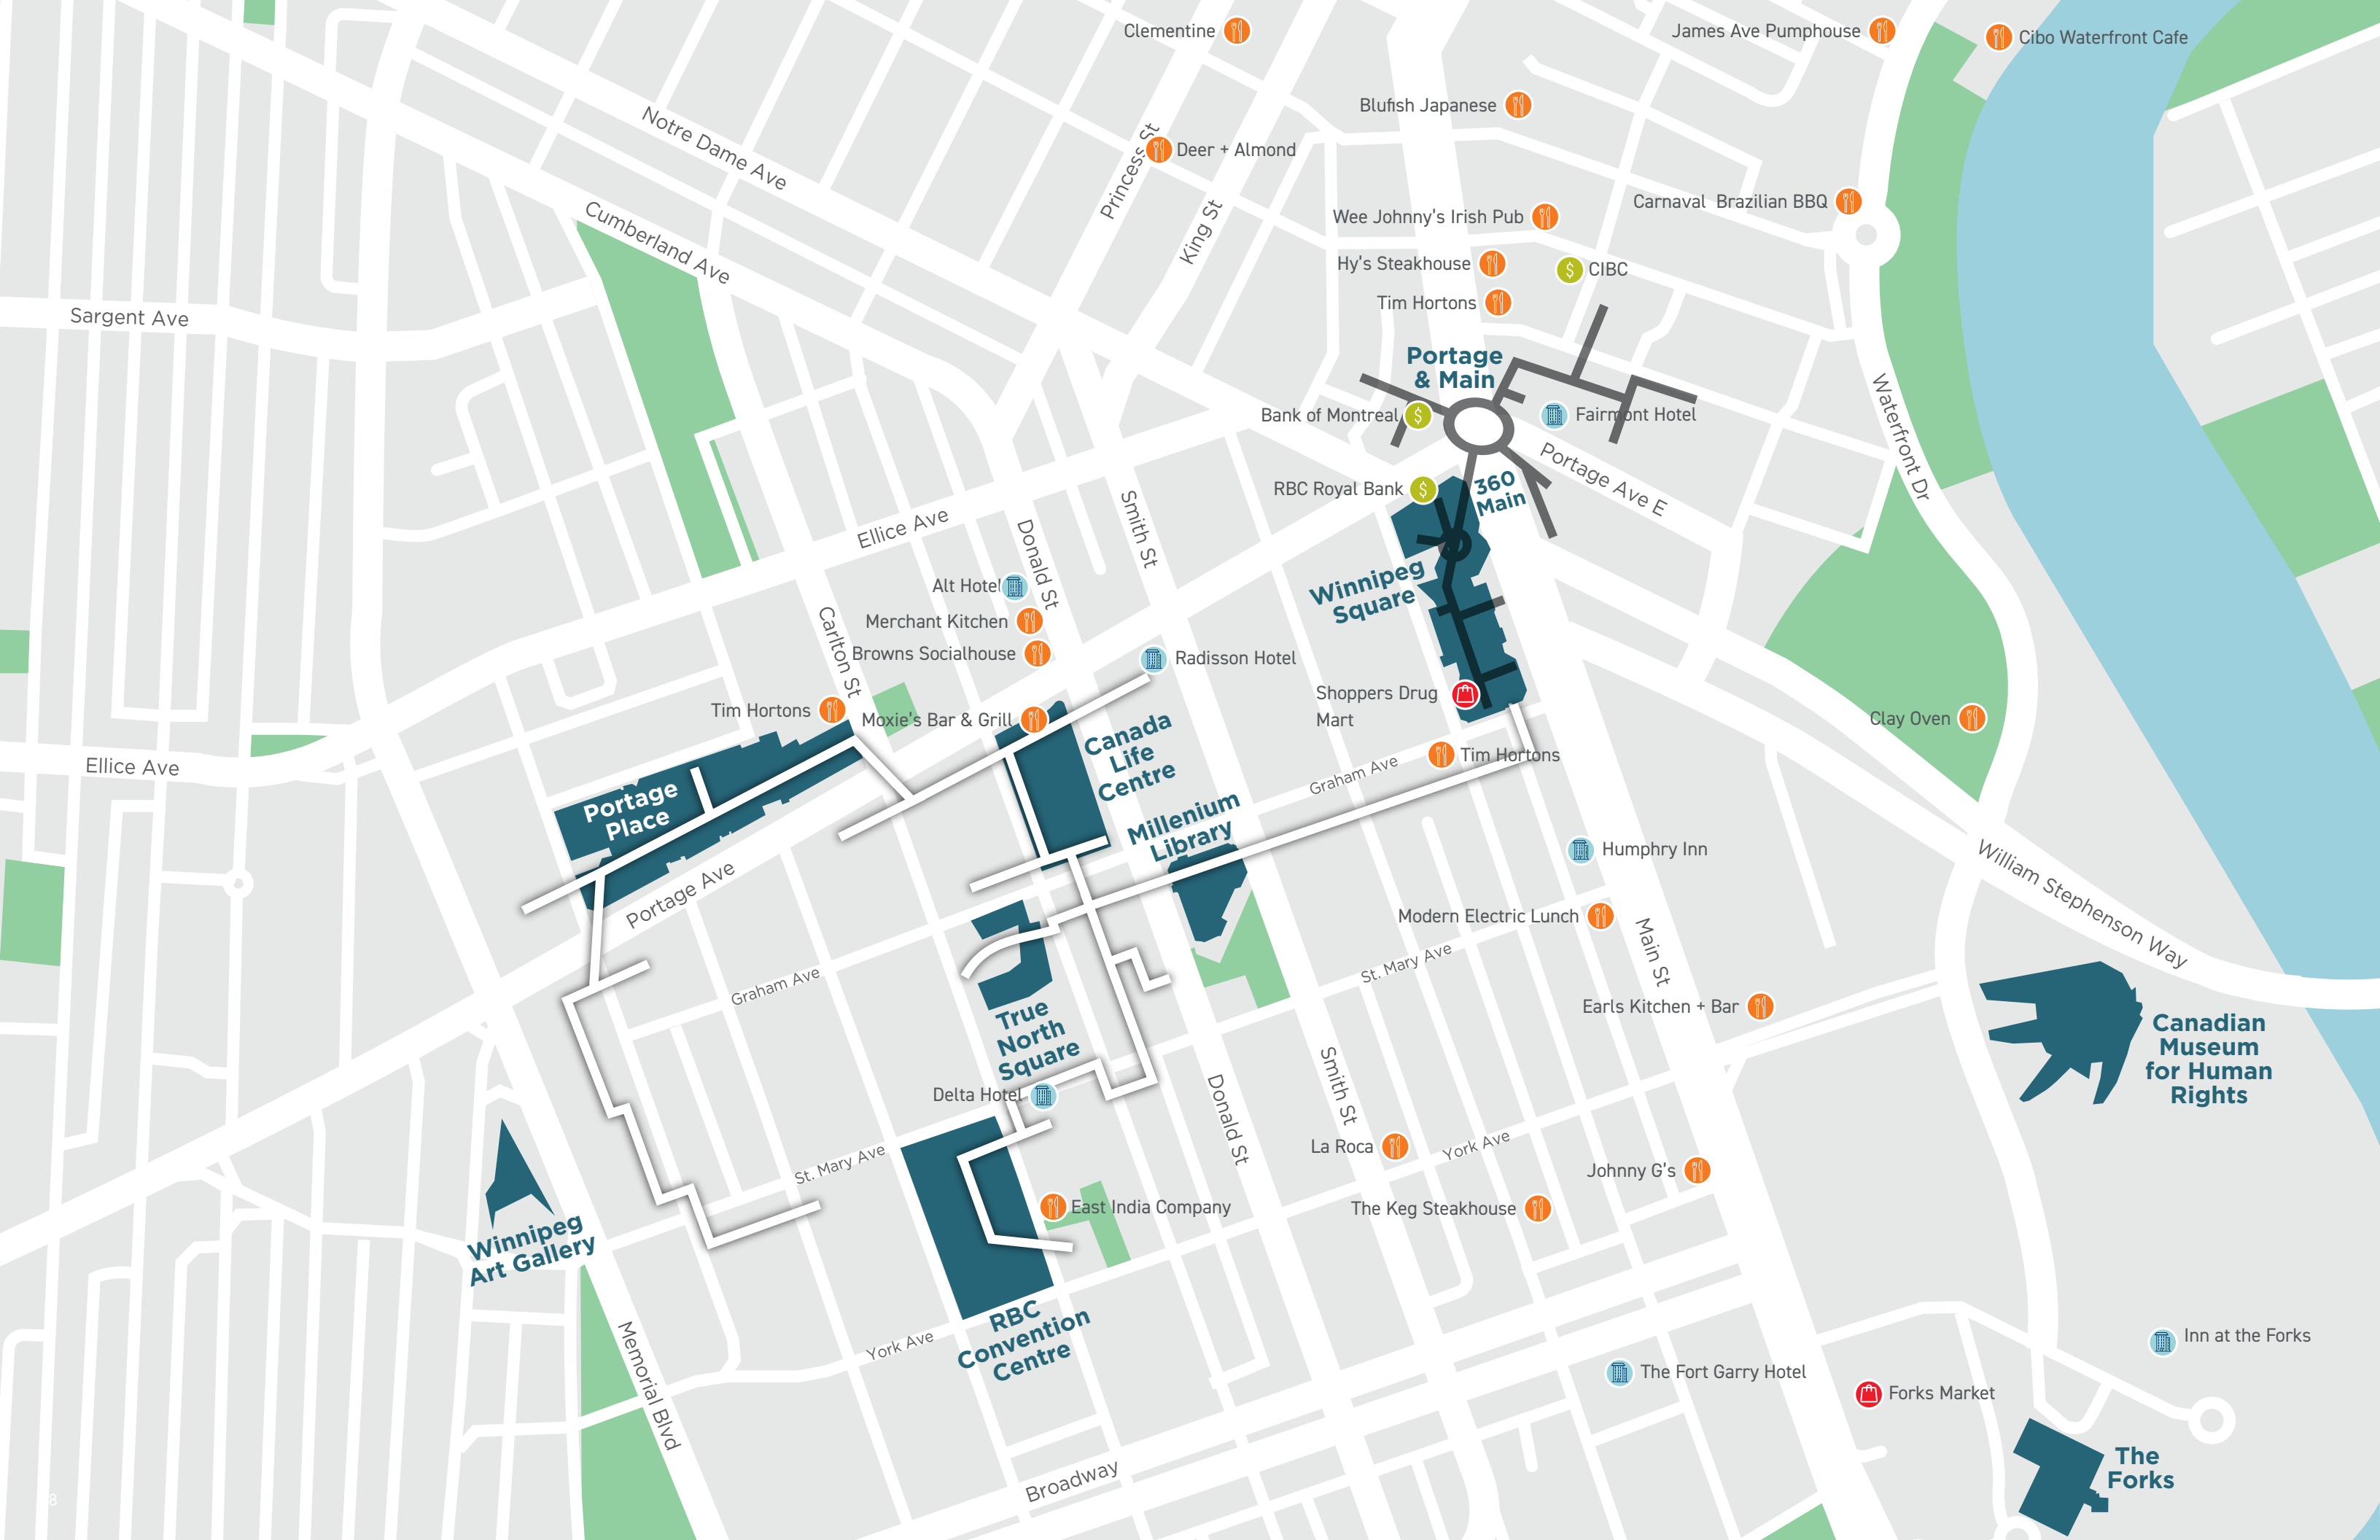 Clementine
James Ave Pumphouse
Cibo Waterfront Cafe
Blufish Japanese
Notre Dame Ave
Princess St
Deer + Almond
Cumberland Ave
King St
Wee Johnny's Irish Pub
Carnaval Brazilian BBQ
Hy's Steakhouse
CIBC
Tim Hortons
Sargent Ave
Portage
& Main
Bank of Montreal
Fairmont Hotel
Waterfront Dr
Portage Ave E
RBC Royal Bank
360
Main
Ellice Ave
Donald St
Smith St
Alt Hotel
Winnipeg
Square
Merchant Kitchen
Carlton St
Browns Socialhouse
Radisson Hotel
Shoppers Drug
Mart
Tim Hortons
Moxie's Bar & Grill
Clay Oven
Canada
Life
Centre
Ellice Ave
Tim Hortons
Graham Ave
Portage
Place
Millenium
Library
Humphry Inn
William Stephenson Way
Portage Ave
Modern Electric Lunch
Main St
St. Mary Ave
Graham Ave
Earls Kitchen + Bar
True
North
Square
Canadian
Museum
for Human
Rights
Smith St
Delta Hotel
Donald St
La Roca
York Ave
St. Mary Ave
Johnny G's
East India Company
The Keg Steakhouse
Winnipeg
Art Gallery
RBC
Convention
Centre
York Ave
Memorial Blvd
Inn at the Forks
The Fort Garry Hotel
Forks Market
Broadway
The
Forks
8